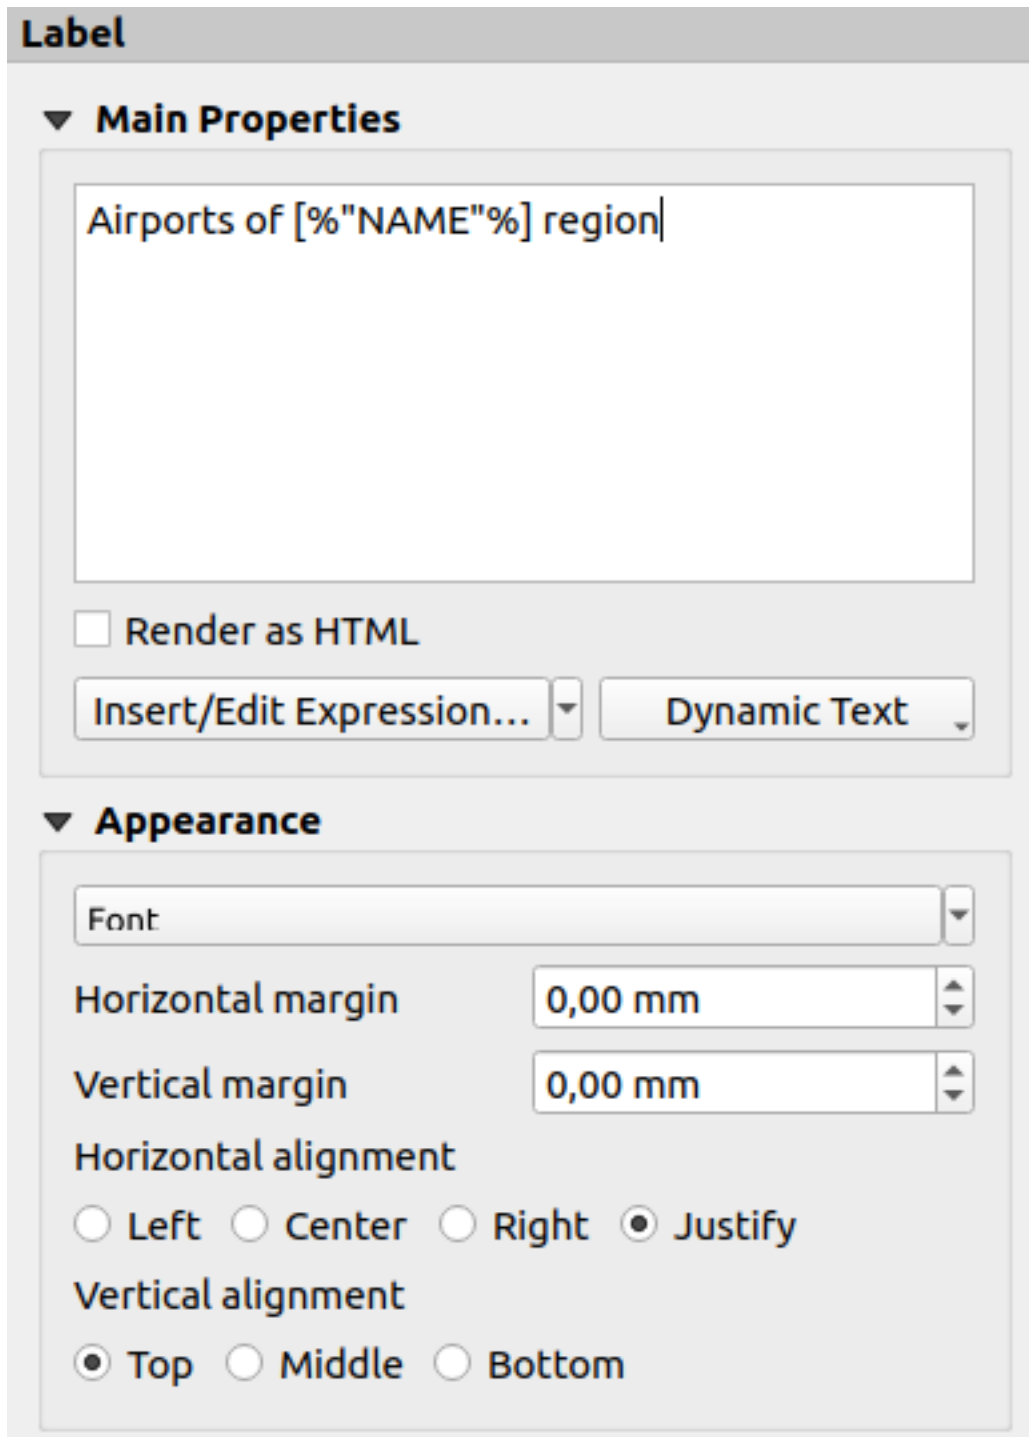 Label
Main Properties
Airports of [%"NAME"%] region
Render as HTML
Insert/Edit Expression... Dynamic Text
Appearance
Font
Horizontal margin 0,00 mm
Vertical margin 0,00 mm
Horizontal alignment
Left Center Right Justify
Vertical alignment
Top Middle Bottom